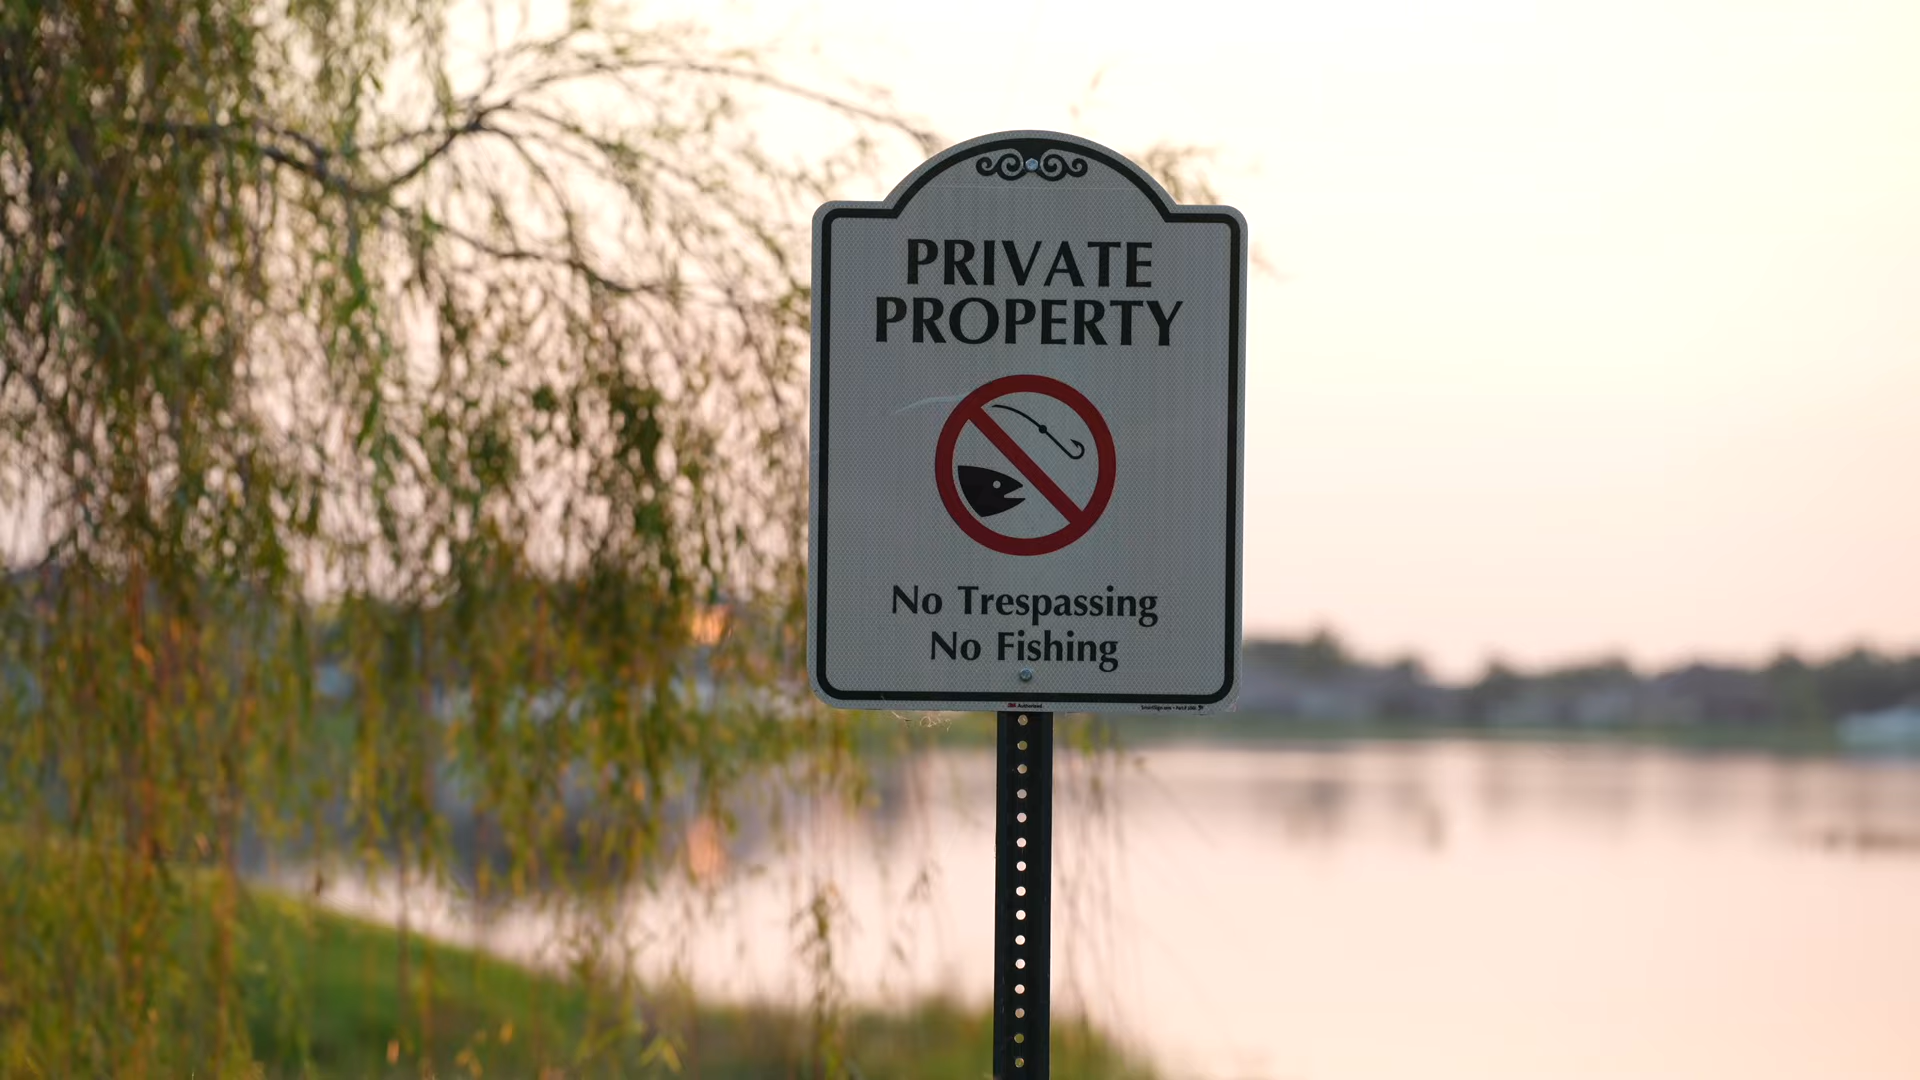 PRIVATE
PROPERTY
No Trespassing
No Fishing